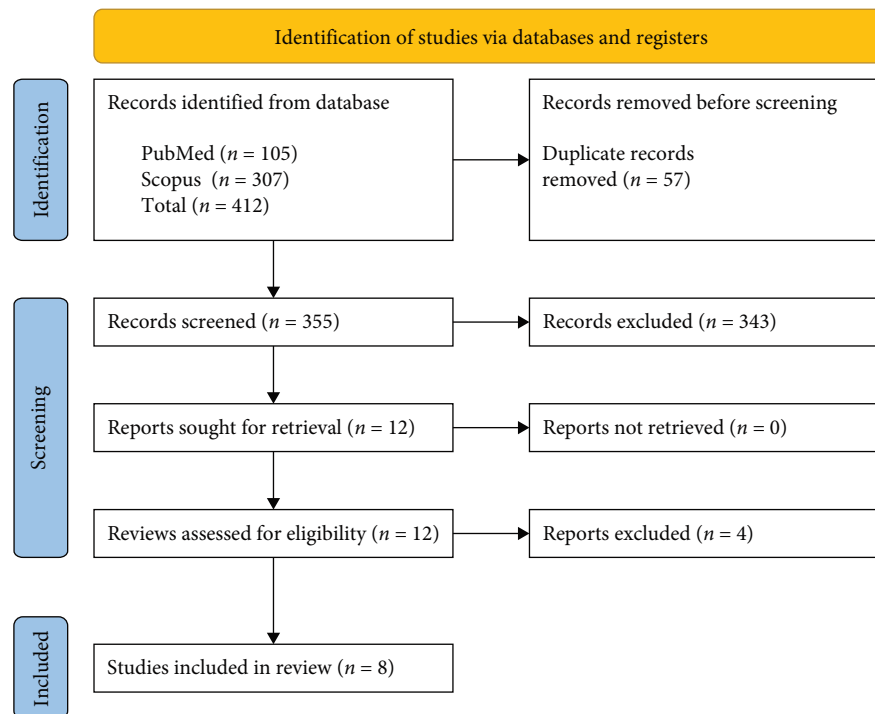 Identification of studies via databases and registers
Identification
Records identified from database
PubMed (n = 105)
Scopus (n = 307)
Total (n = 412)
Records removed before screening
Duplicate records
removed (n = 57)
Screening
Records screened (n = 355)
Records excluded (n = 343)
Reports sought for retrieval (n = 12)
Reports not retrieved (n = 0)
Reviews assessed for eligibility (n = 12)
Reports excluded (n = 4)
Included
Studies included in review (n = 8)